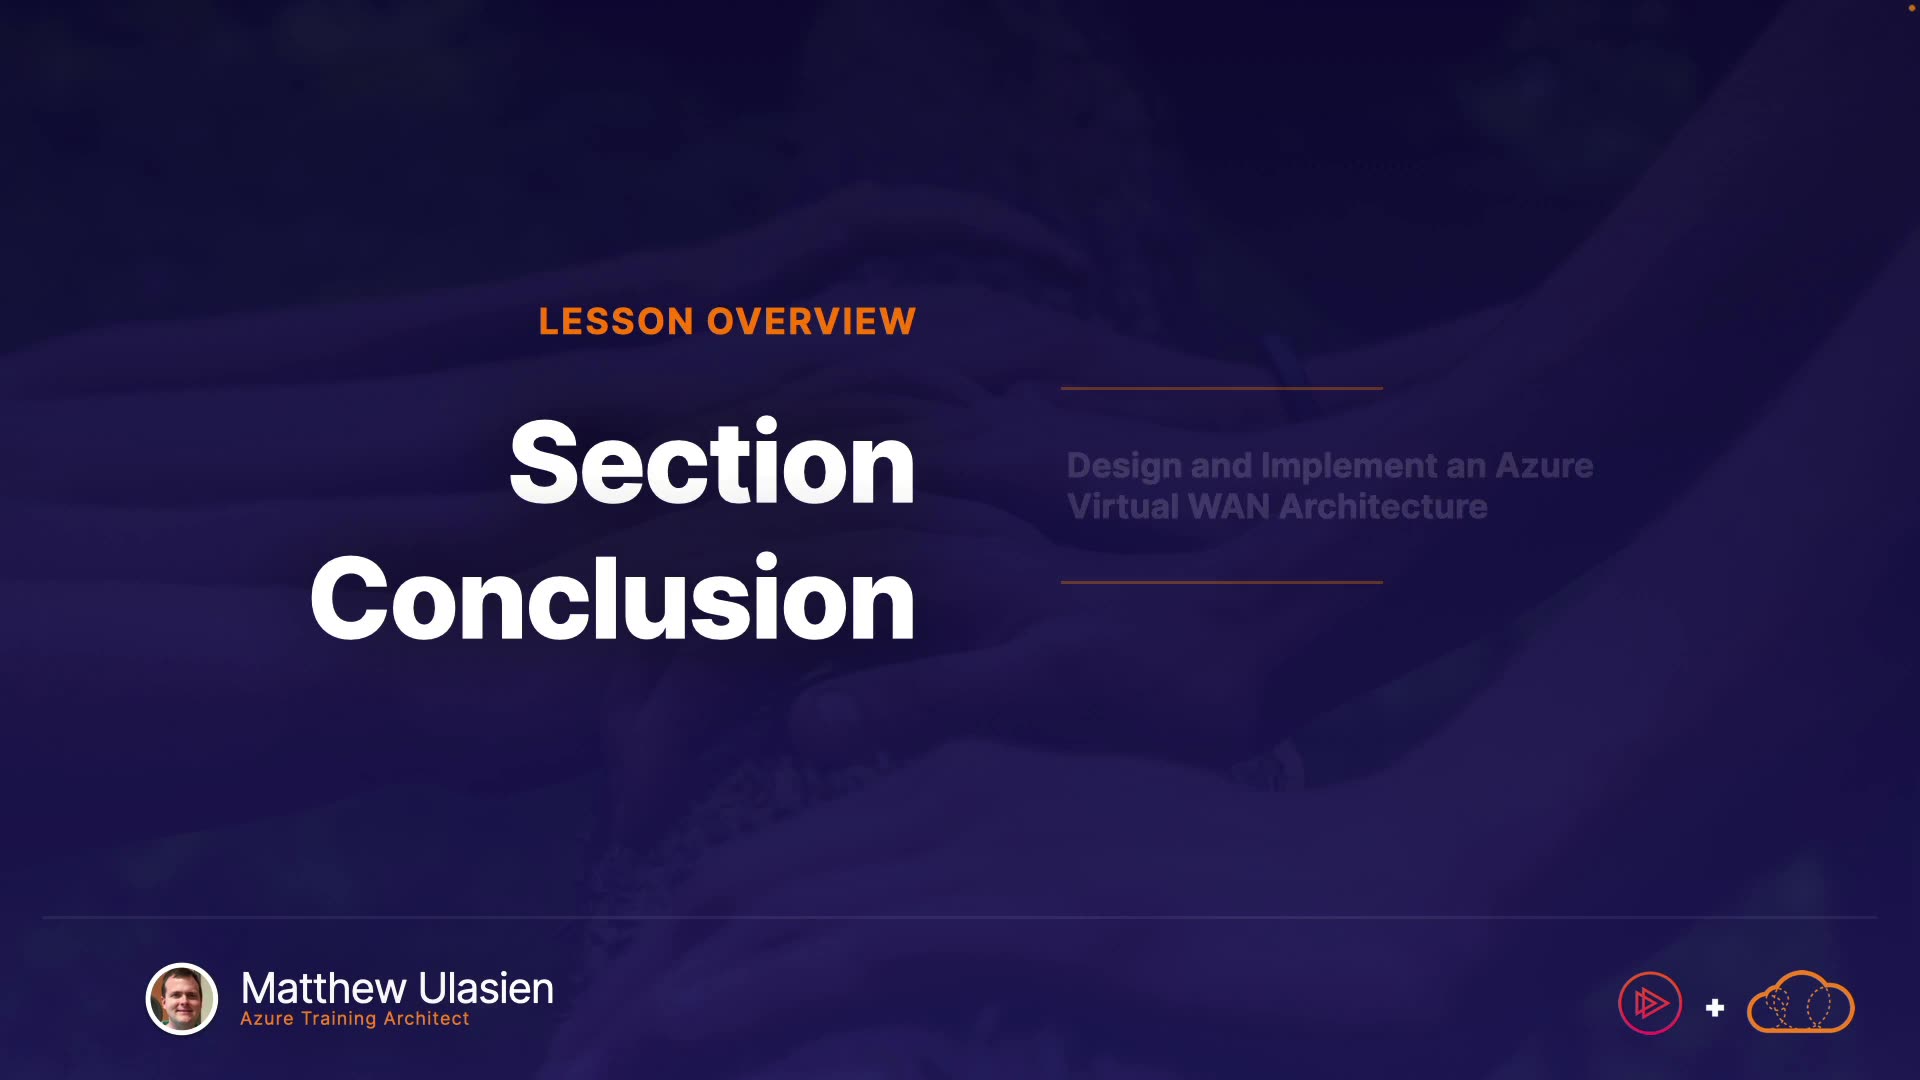 LESSON OVERVIEW
Section
Conclusion
Design and Implement an Azure
Virtual WAN Architecture
Matthew Ulasien
Azure Training Architect